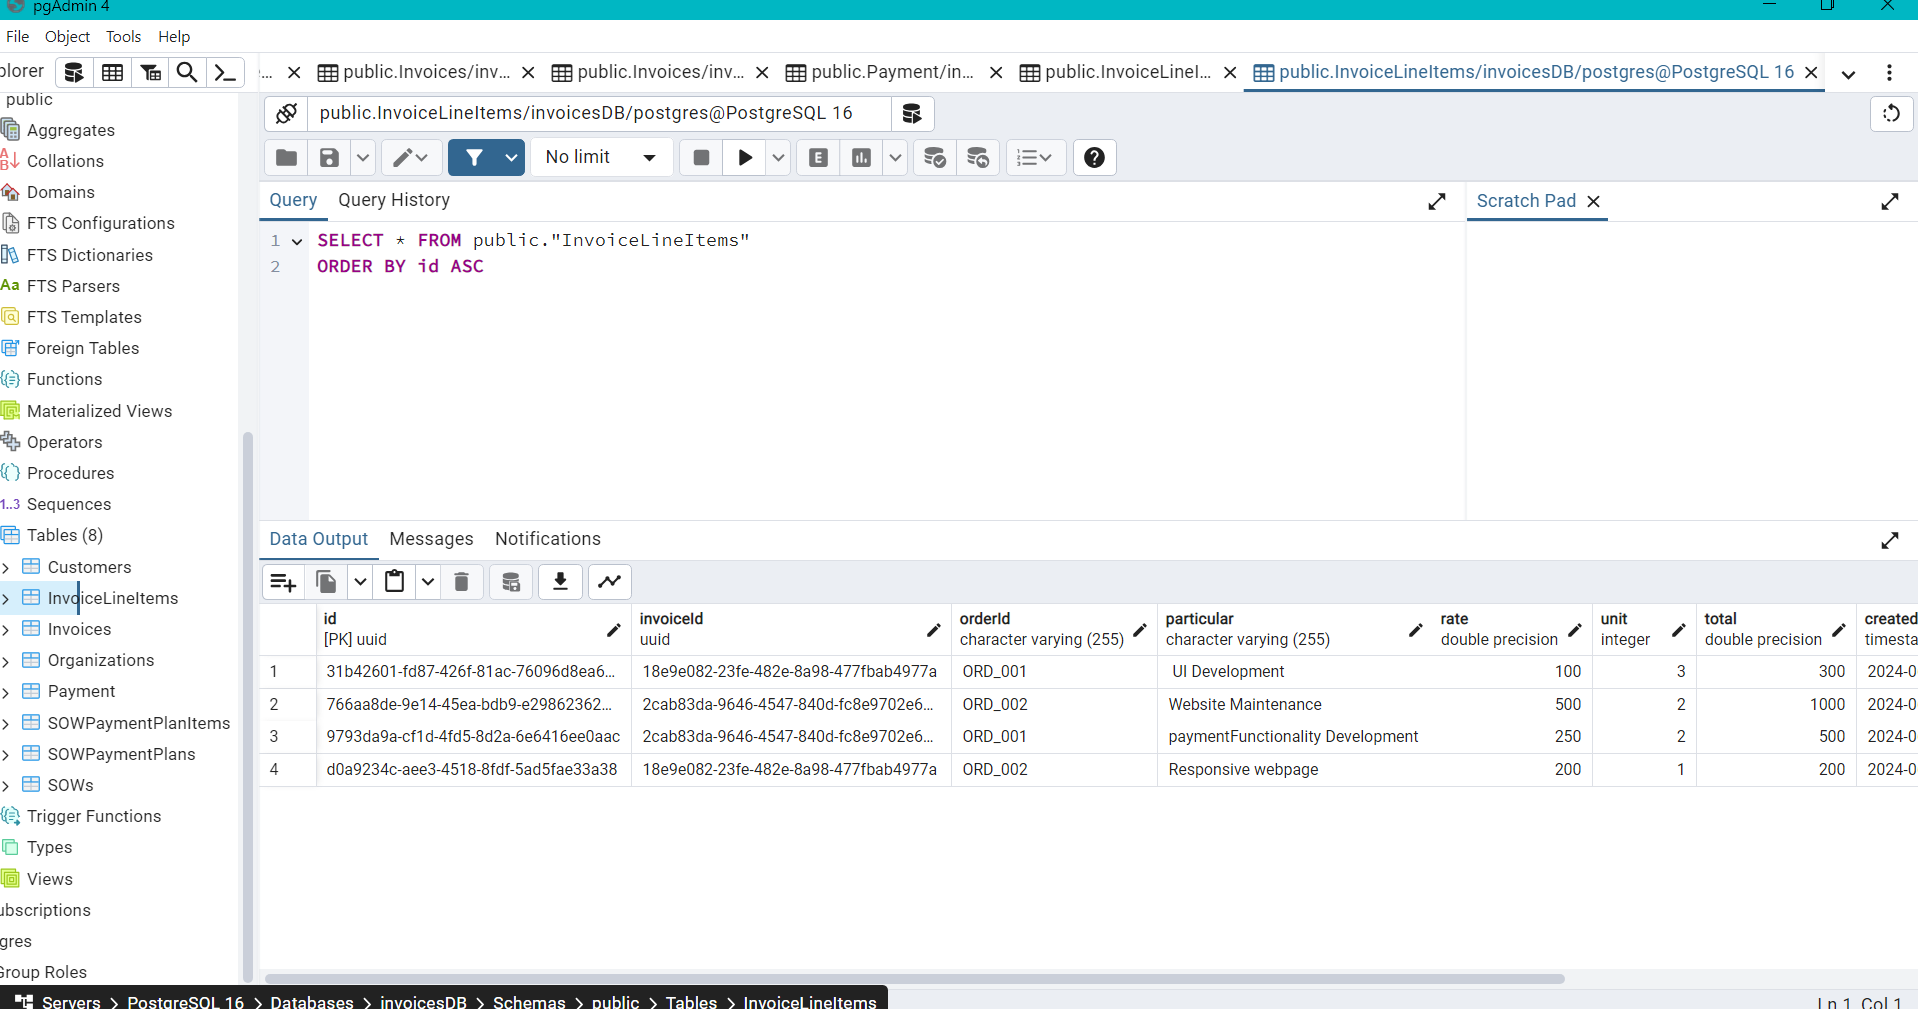 pgAdmin 4
File Object Tools Help
plorer
e... public.Invoices/inv... public.Invoices/inv... public.Payment/in... public.InvoiceLineI... public.InvoiceLineItems/invoicesDB/postgres@PostgreSQL 16
public
Aggregates
Collations
Domains
FTS Configurations
FTS Dictionaries
Aa FTS Parsers
FTS Templates
Foreign Tables
Functions
Materialized Views
Operators
Procedures
1..3 Sequences
Tables (8)
Customers
InvoiceLineItems
Invoices
Organizations
Payment
SOWPaymentPlanItems
SOWPaymentPlans
SOWs
Trigger Functions
Types
Views
ubscriptions
gres
Group Roles
public.InvoiceLineItems/invoicesDB/postgres@PostgreSQL 16
No limit E
Query Query History
Scratch Pad
1 SELECT * FROM public."InvoiceLineItems"
2 ORDER BY id ASC
Data Output Messages Notifications
id invoiceId orderId particular rate unit total created
[PK] uuid uuid character varying (255) character varying (255) double precision integer double precision timesta
1 31b42601-fd87-426f-81ac-76096d8ea6... 18e9e082-23fe-482e-8a98-477fbab4977a ORD_001 UI Development 100 3 300 2024-0
2 766aa8de-9e14-45ea-bdb9-e29862362... 2cab83da-9646-4547-840d-fc8e9702e6... ORD_002 Website Maintenance 500 2 1000 2024-0
3 9793da9a-cf1d-4fd5-8d2a-6e6416ee0aac 2cab83da-9646-4547-840d-fc8e9702e6... ORD_001 paymentFunctionality Development 250 2 500 2024-0
4 d0a9234c-aee3-4518-8fdf-5ad5fae33a38 18e9e082-23fe-482e-8a98-477fbab4977a ORD_002 Responsive webpage 200 1 200 2024-0
Servers > PostgreSQL 16 > Databases > invoicesDB > Schemas > public > Tables > InvoiceLineItems
Ln 1, Col 1